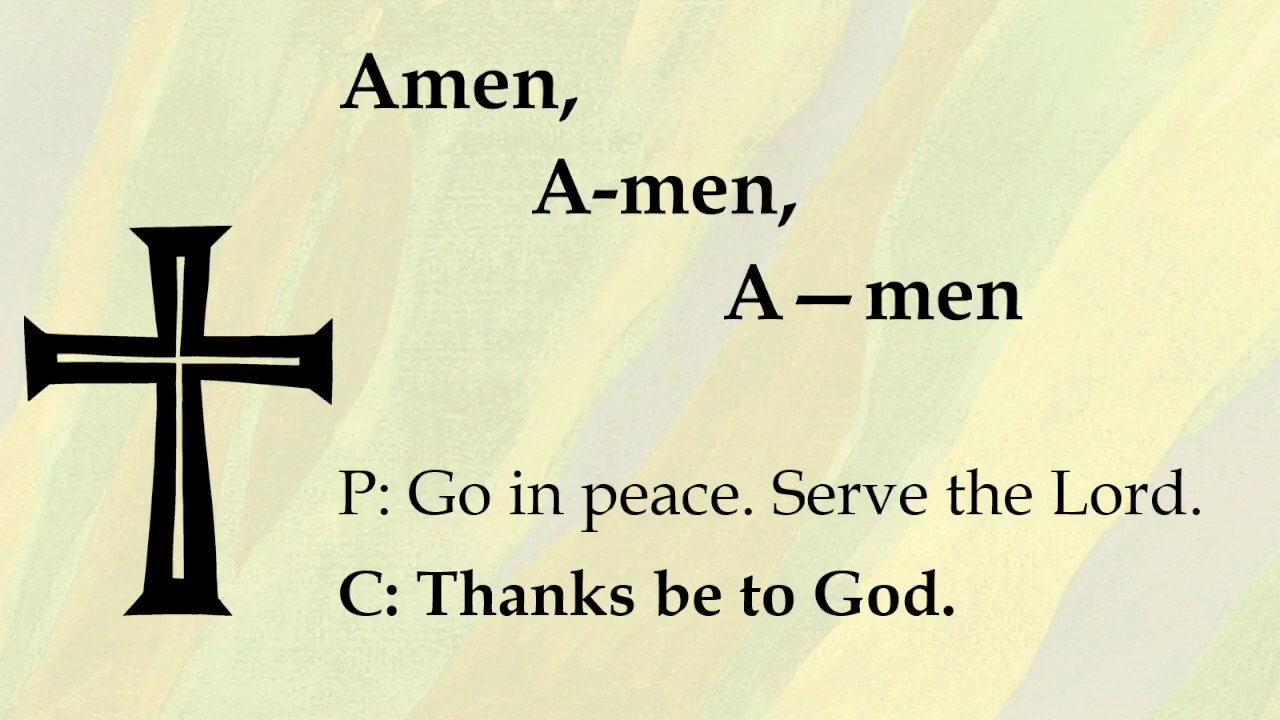 Amen,
A-men,
A—men
P: Go in peace. Serve the Lord.
C: Thanks be to God.